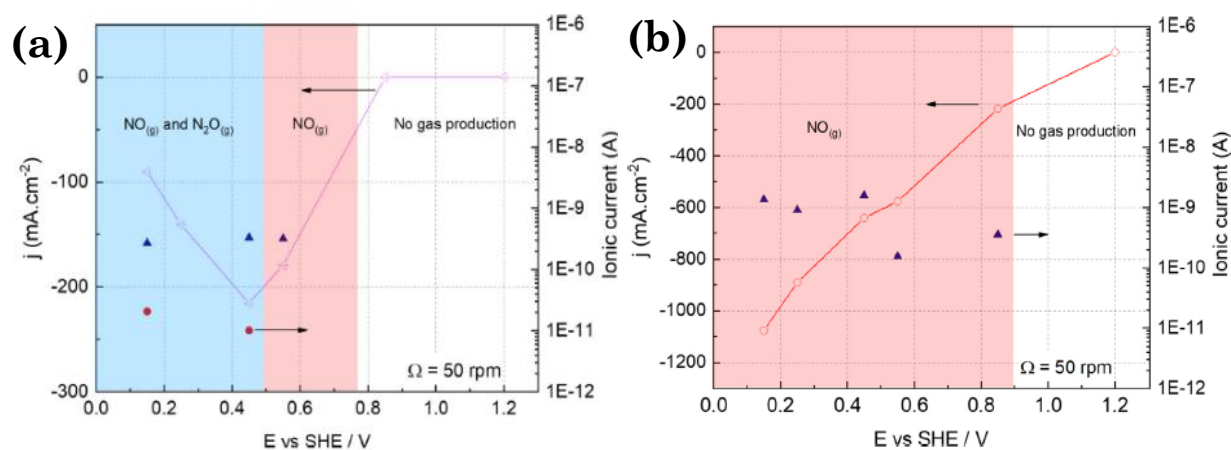 (a)
NO(g) and N2O(g)
NO(g)
No gas production
Ω = 50 rpm
j (mA.cm-2)
0
-100
-200
-300
Ionic current (A)
1E-6
1E-7
1E-8
1E-9
1E-10
1E-11
1E-12
0.0 0.2 0.4 0.6 0.8 1.0 1.2
E vs SHE / V
(b)
NO(g)
No gas production
Ω = 50 rpm
j (mA.cm-2)
0
-200
-400
-600
-800
-1000
-1200
Ionic current (A)
1E-6
1E-7
1E-8
1E-9
1E-10
1E-11
1E-12
0.0 0.2 0.4 0.6 0.8 1.0 1.2
E vs SHE / V